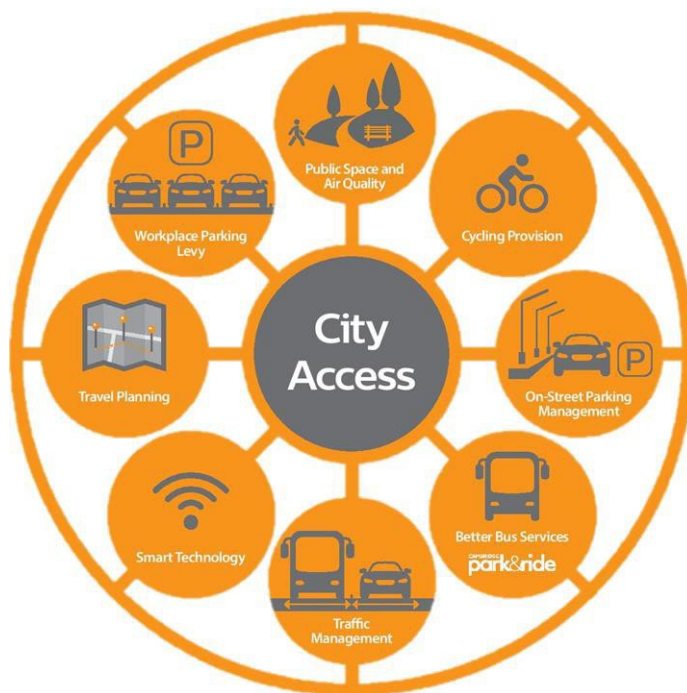 P
Public Space and
Air Quality
Workplace Parking
Levy
Cycling Provision
City
Access
Travel Planning
P
On-Street Parking
Management
Smart Technology
Better Bus Services
CAMBRIDGE
park&ride
Traffic
Management